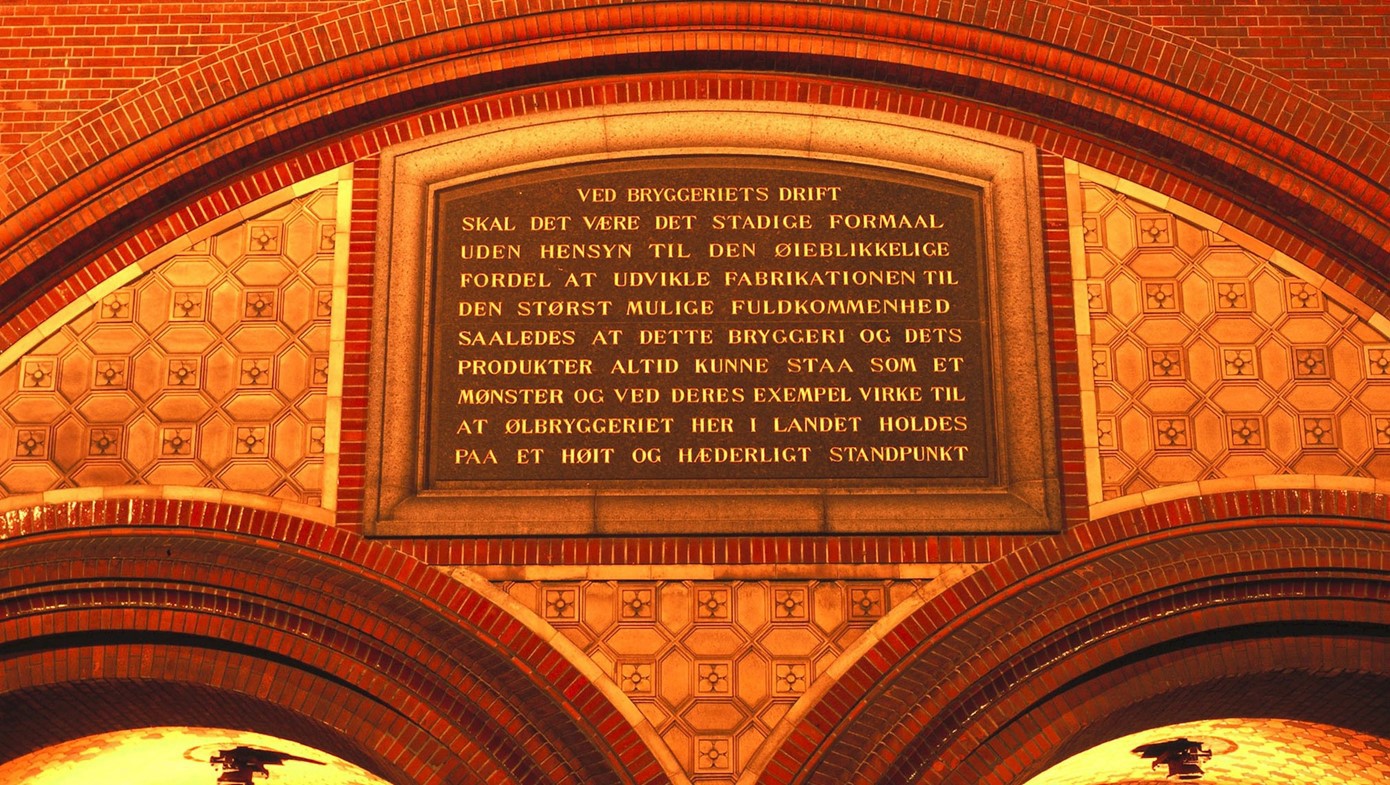 VED BRYGGERIETS DRIFT
SKAL DET VÆRE DET STADIGE FORMAAL
UDEN HENSYN TIL DEN ØIEBLIKKELIGE
FORDEL AT UDVIKLE FABRIKATIONEN TIL
DEN STØRST MULIGE FULDKOMMENHED
SAALEDES AT DETTE BRYGGERI OG DETS
PRODUKTER ALTID KUNNE STAA SOM ET
MØNSTER OG VED DERES EXEMPEL VIRKE TIL
AT ØLBRYGGERIET HER I LANDET HOLDES
PAA ET HØIT OG HÆDERLIGT STANDPUNKT